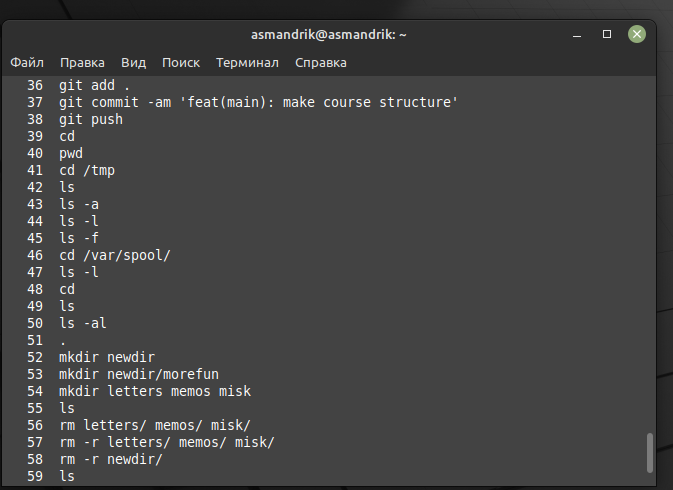 asmandrik@asmandrik: ~
Файл Правка Вид Поиск Терминал Справка
36 git add .
37 git commit -am 'feat(main): make course structure'
38 git push
39 cd
40 pwd
41 cd /tmp
42 ls
43 ls -a
44 ls -l
45 ls -f
46 cd /var/spool/
47 ls -l
48 cd
49 ls
50 ls -al
51 .
52 mkdir newdir
53 mkdir newdir/morefun
54 mkdir letters memos misk
55 ls
56 rm letters/ memos/ misk/
57 rm -r letters/ memos/ misk/
58 rm -r newdir/
59 ls